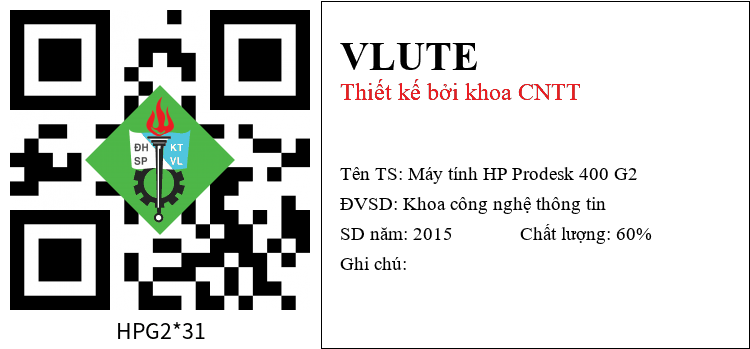 ĐH KT
SP VL
HPG2*31
VLUTE
Thiết kế bởi khoa CNTT
Tên TS: Máy tính HP Prodesk 400 G2
ĐVSD: Khoa công nghệ thông tin
SD năm: 2015 Chất lượng: 60%
Ghi chú: